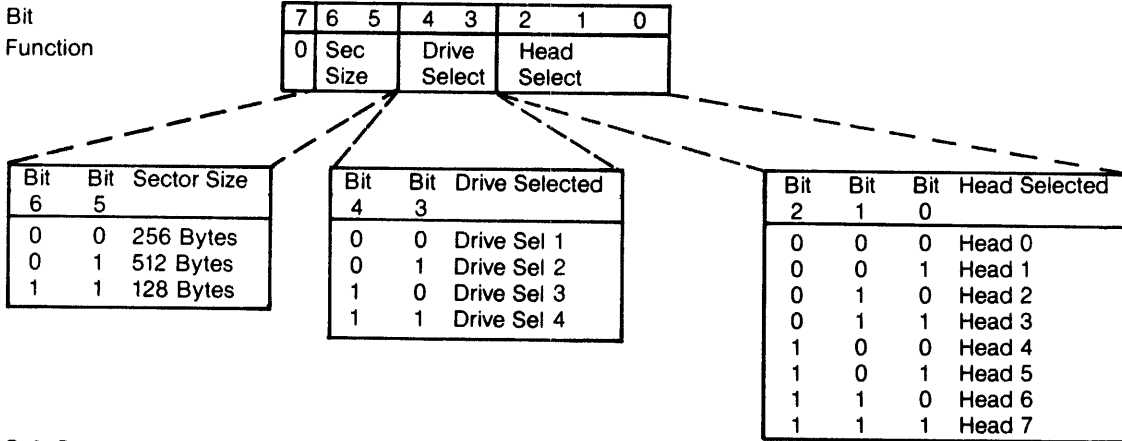 Bit 7 6 5 4 3 2 1 0
Function 0 Sec Drive Head
Size Select Select
Bit Bit Sector Size
6 5
0 0 256 Bytes
0 1 512 Bytes
1 1 128 Bytes
Bit Bit Drive Selected
4 3
0 0 Drive Sel 1
0 1 Drive Sel 2
1 0 Drive Sel 3
1 1 Drive Sel 4
Bit Bit Bit Head Selected
2 1 0
0 0 0 Head 0
0 0 1 Head 1
0 1 0 Head 2
0 1 1 Head 3
1 0 0 Head 4
1 0 1 Head 5
1 1 0 Head 6
1 1 1 Head 7